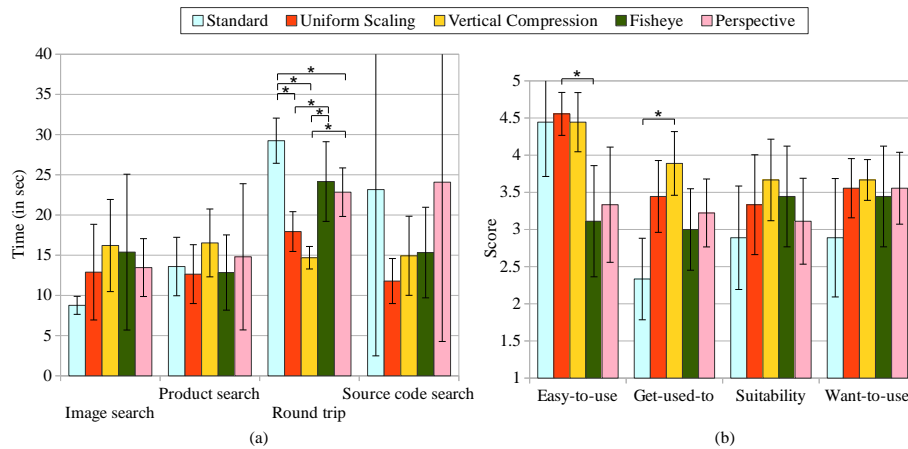 Standard Uniform Scaling Vertical Compression Fisheye Perspective
40
35
30
25
20
15
10
5
0
Time (in sec)
* * * * * *
Image search Product search Round trip Source code search
(a)
5
4.5
4
3.5
3
2.5
2
1.5
1
Score
* *
Easy-to-use Get-used-to Suitability Want-to-use
(b)